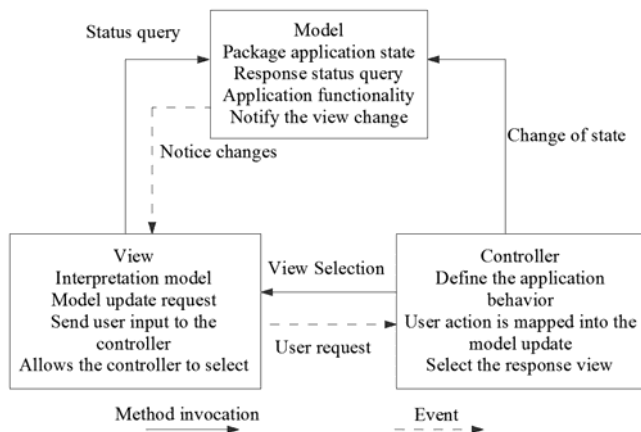 Status query
Model
Package application state
Response status query
Application functionality
Notify the view change
Notice changes
Change of state
View
Interpretation model
Model update request
Send user input to the
controller
Allows the controller to select
View Selection
User request
Controller
Define the application
behavior
User action is mapped into the
model update
Select the response view
Method invocation
Event